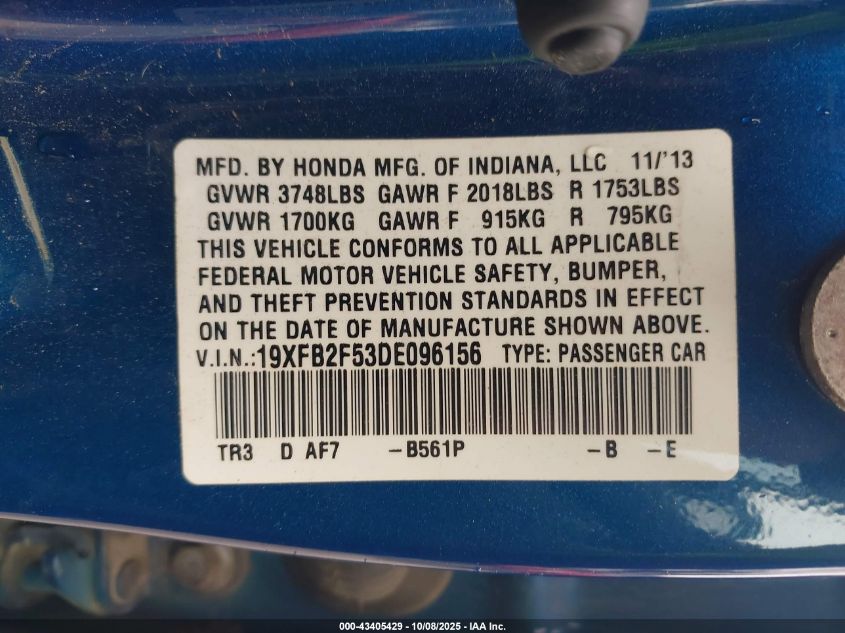 MFD. BY HONDA MFG. OF INDIANA, LLC 11/'13
GVWR 3748LBS GAWR F 2018LBS R 1753LBS
GVWR 1700KG GAWR F 915KG R 795KG
THIS VEHICLE CONFORMS TO ALL APPLICABLE
FEDERAL MOTOR VEHICLE SAFETY, BUMPER,
AND THEFT PREVENTION STANDARDS IN EFFECT
ON THE DATE OF MANUFACTURE SHOWN ABOVE.
V.I.N.:19XFB2F53DE096156 TYPE: PASSENGER CAR
TR3 D AF7 -B561P -B -E
000-43405429 - 10/08/2025 - IAA Inc.